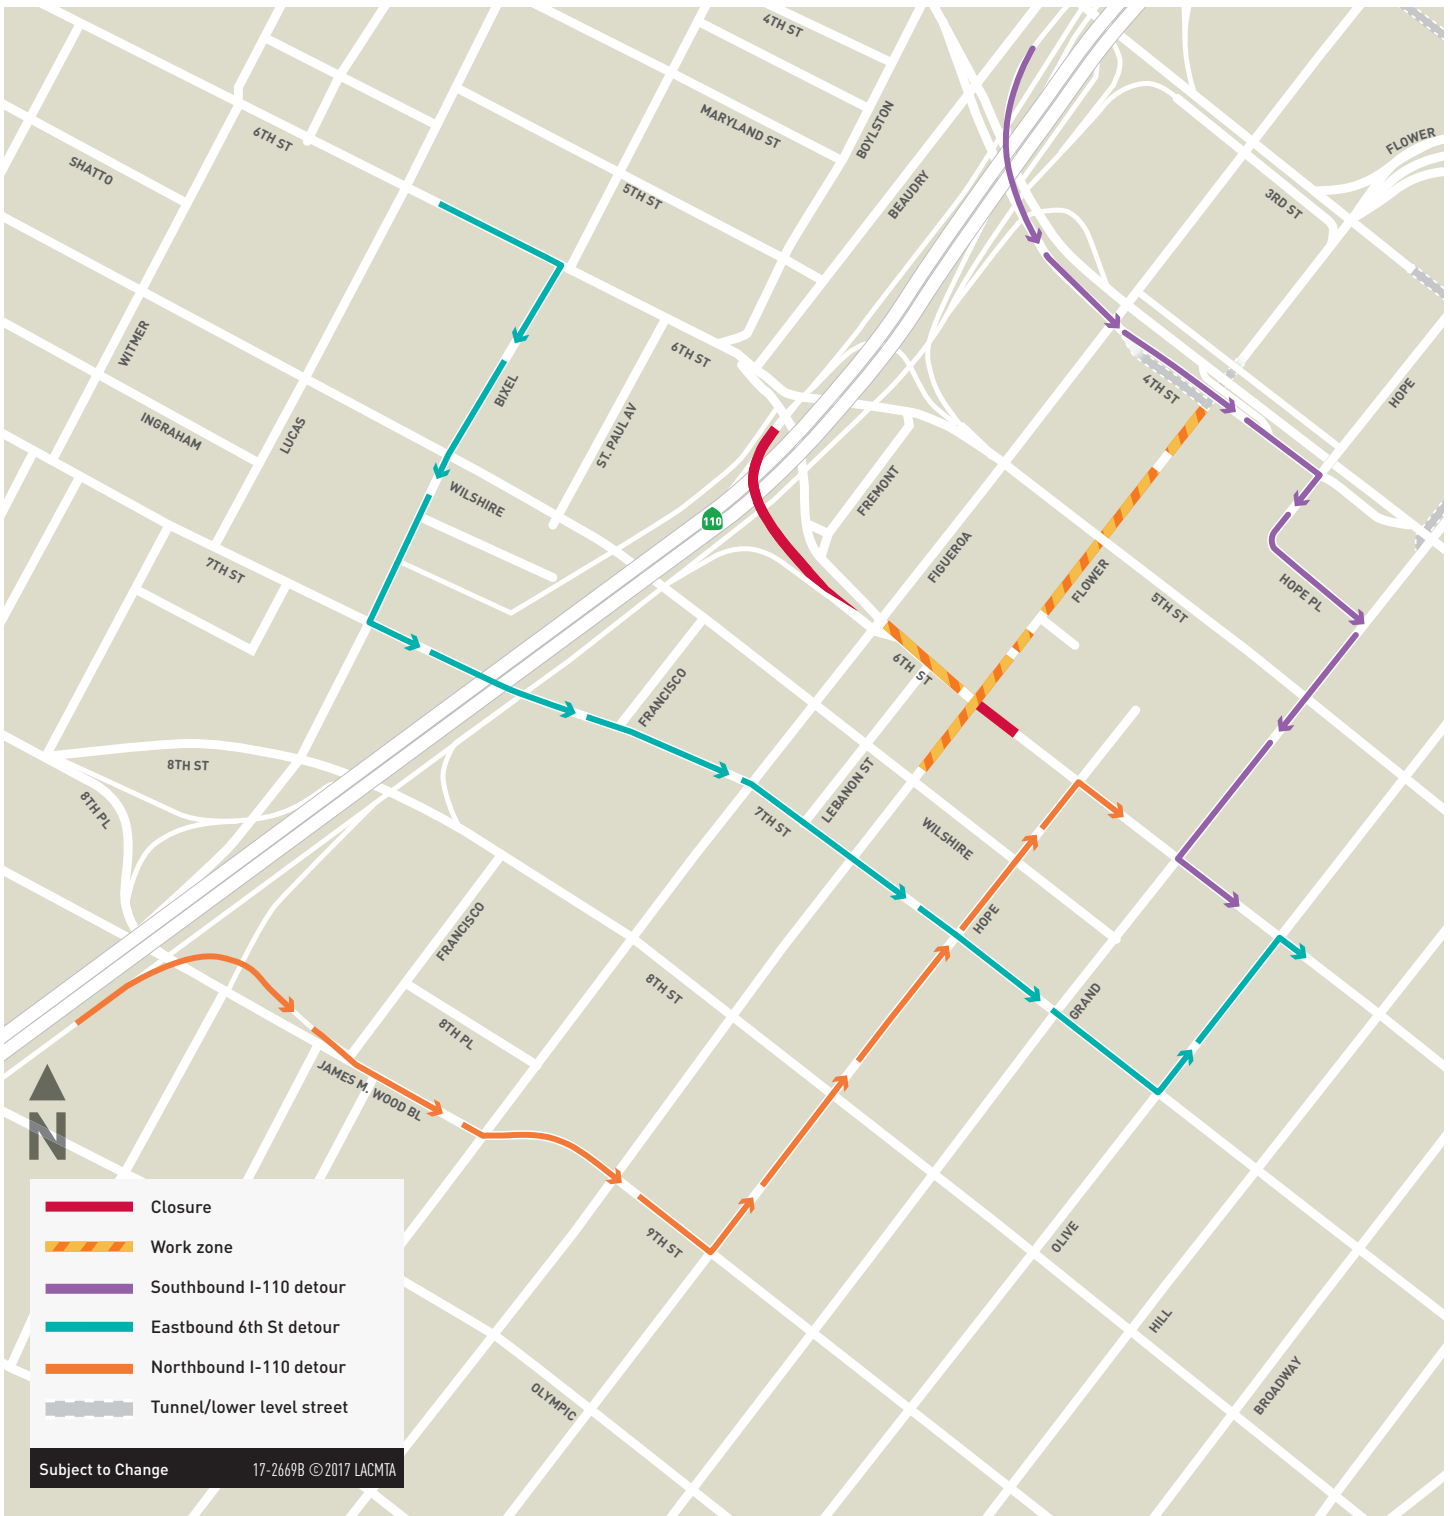 4TH ST
MARYLAND ST
BOYLSTON
6TH ST
FLOWER
SHATTO
5TH ST
BEAUDRY
3RD ST
WITMER
6TH ST
BIXEL
4TH ST
HOPE
INGRAHAM
LUCAS
ST. PAUL AV
WILSHIRE
FREMONT
110
FIGUEROA
7TH ST
FLOWER
HOPE PL
5TH ST
6TH ST
FRANCISCO
8TH ST
8TH PL
LEBANON ST
7TH ST
WILSHIRE
FRANCISCO
HOPE
8TH ST
GRAND
8TH PL
JAMES M. WOOD BL
N
9TH ST
OLIVE
HILL
BROADWAY
OLYMPIC
Closure
Work zone
Southbound I-110 detour
Eastbound 6th St detour
Northbound I-110 detour
Tunnel/lower level street
Subject to Change 17-2669B ©2017 LACMTA